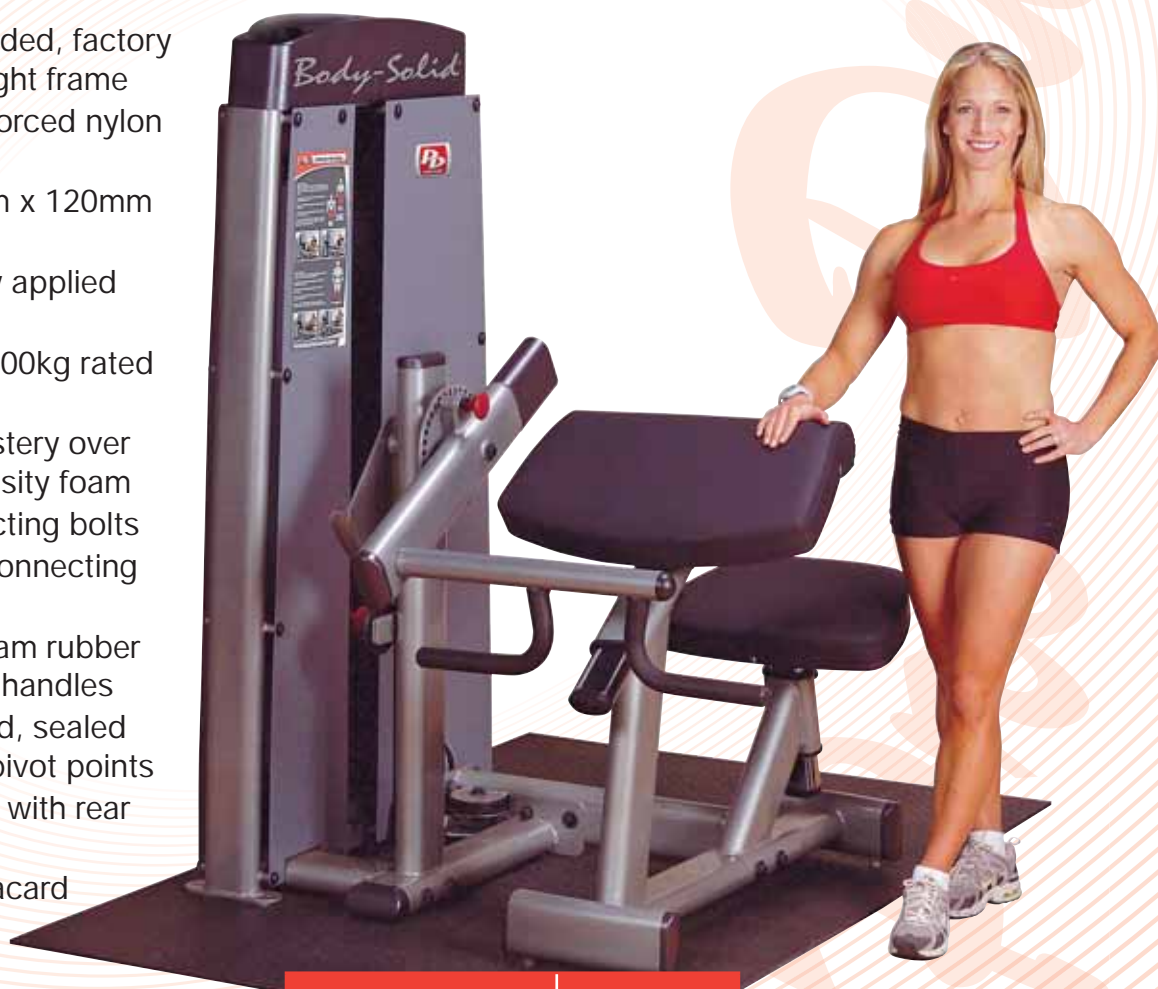 ded, factory
ght frame
orced nylon
x 120mm
applied
00kg rated
stery over
sity foam
cting bolts
onnecting
am rubber
handles
d, sealed
pivot points
with rear
acard
Body-Solid